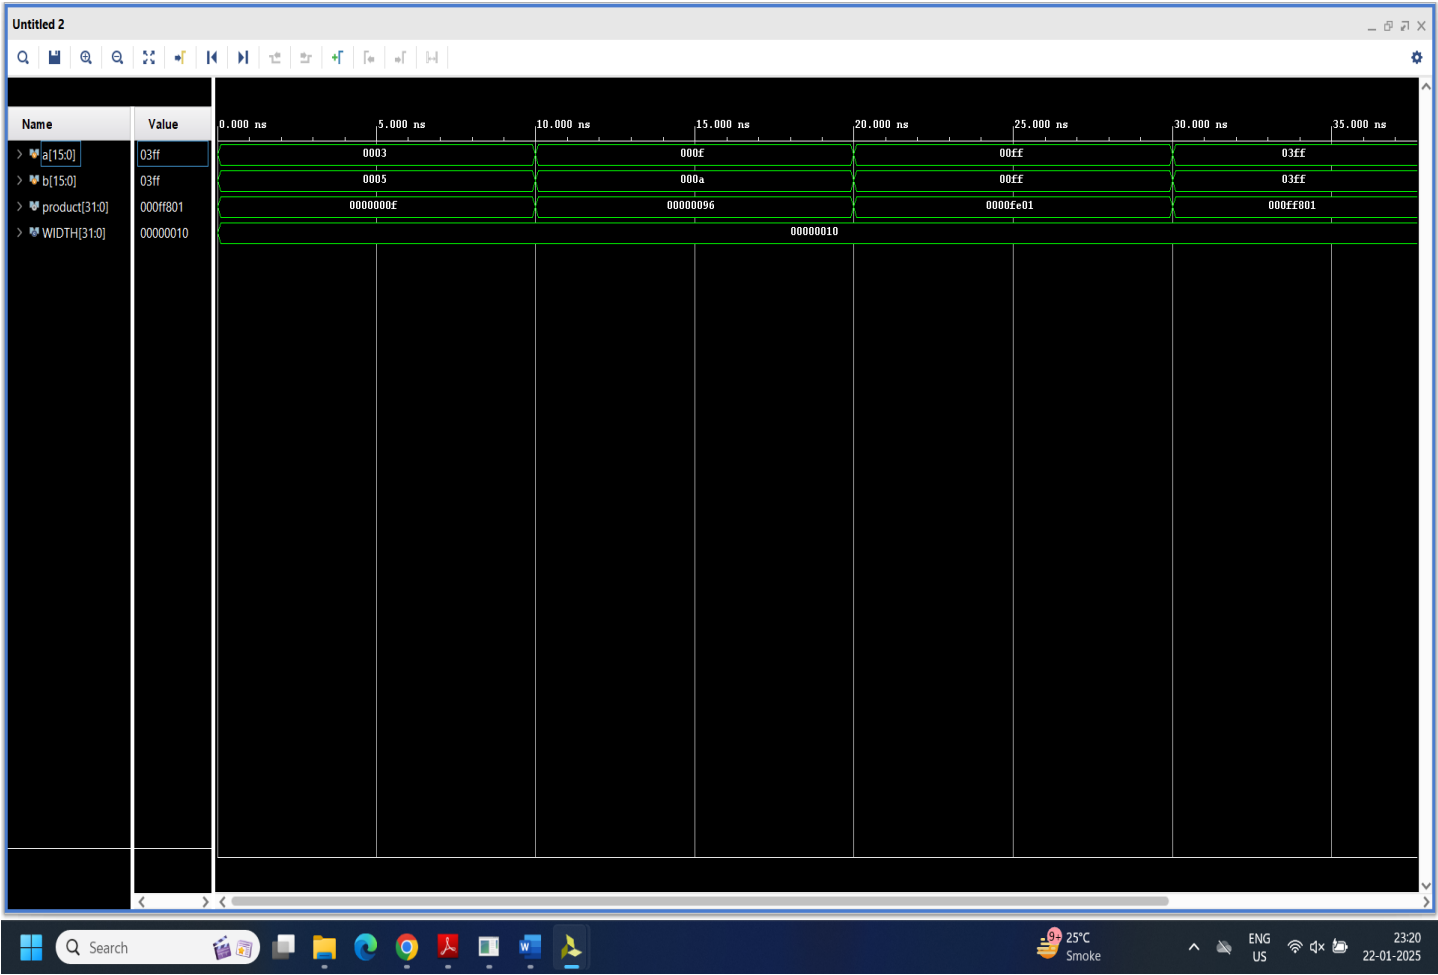 Untitled 2
Name Value
0.000 ns 5.000 ns 10.000 ns 15.000 ns 20.000 ns 25.000 ns 30.000 ns 35.000 ns
a[15:0] 03ff 0003 000f 00ff 03ff
b[15:0] 03ff 0005 000a 00ff 03ff
product[31:0] 000ff801 0000000f 00000096 0000fe01 000ff801
WIDTH[31:0] 00000010 00000010
Search
9+ 25°C
Smoke
ENG
US
23:20
22-01-2025